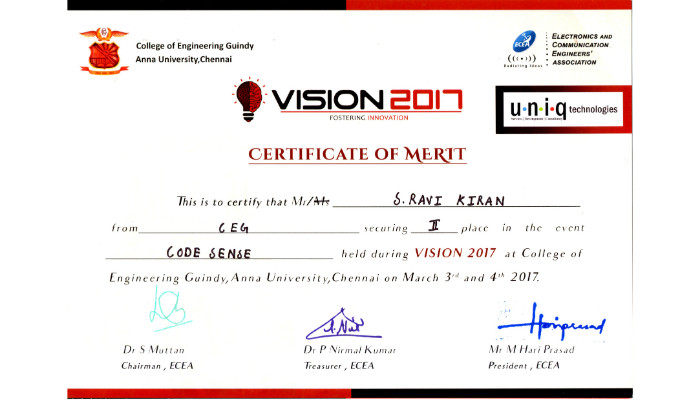 College of Engineering Guindy
Anna University,Chennai
ECEA
Radiating Ideas
ELECTRONICS AND
COMMUNICATION
ENGINEERS'
ASSOCIATION
VISION 2017
FOSTERING INNOVATION
u·n·i·q technologies
CERTIFICATE OF MERIT
This is to certify that Mr/Ms S. RAVI KIRAN
from CEG securing II place in the event
CODE SENSE held during VISION 2017 at College of
Engineering Guindy, Anna University, Chennai on March 3rd and 4th 2017.
Hariprasad
Dr S Muttan
Dr P Nirmal Kumar
Mr M Hari Prasad
Chairman , ECEA
Treasurer , ECEA
President , ECEA